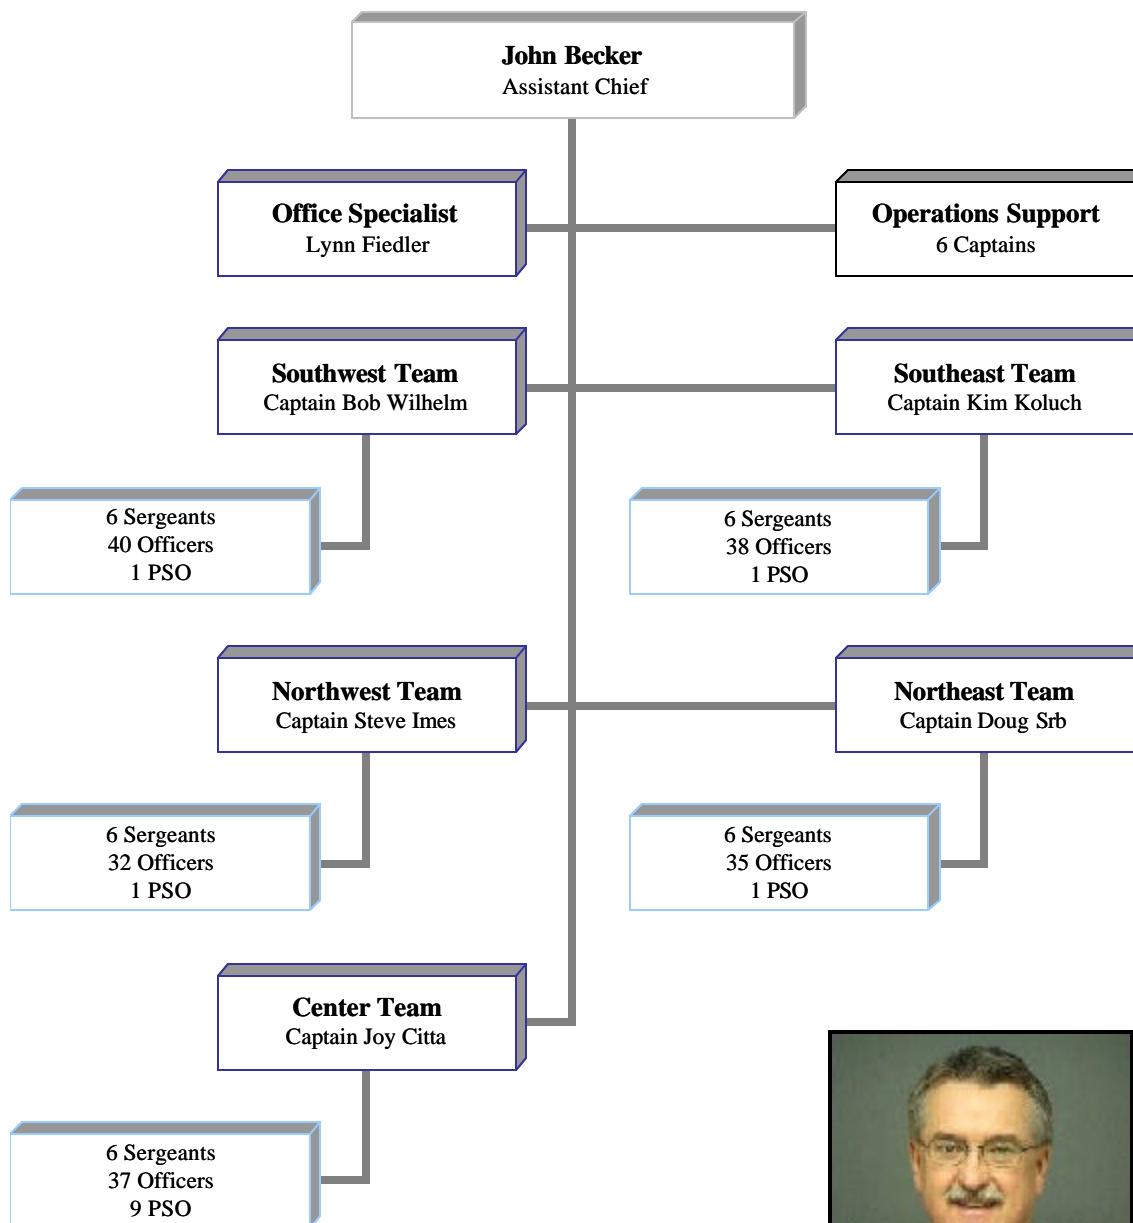 John Becker
Assistant Chief
Office Specialist
Lynn Fiedler
Operations Support
6 Captains
Southwest Team
Captain Bob Wilhelm
Southeast Team
Captain Kim Koluch
6 Sergeants
40 Officers
1 PSO
6 Sergeants
38 Officers
1 PSO
Northwest Team
Captain Steve Imes
Northeast Team
Captain Doug Srb
6 Sergeants
32 Officers
1 PSO
6 Sergeants
35 Officers
1 PSO
Center Team
Captain Joy Citta
6 Sergeants
37 Officers
9 PSO